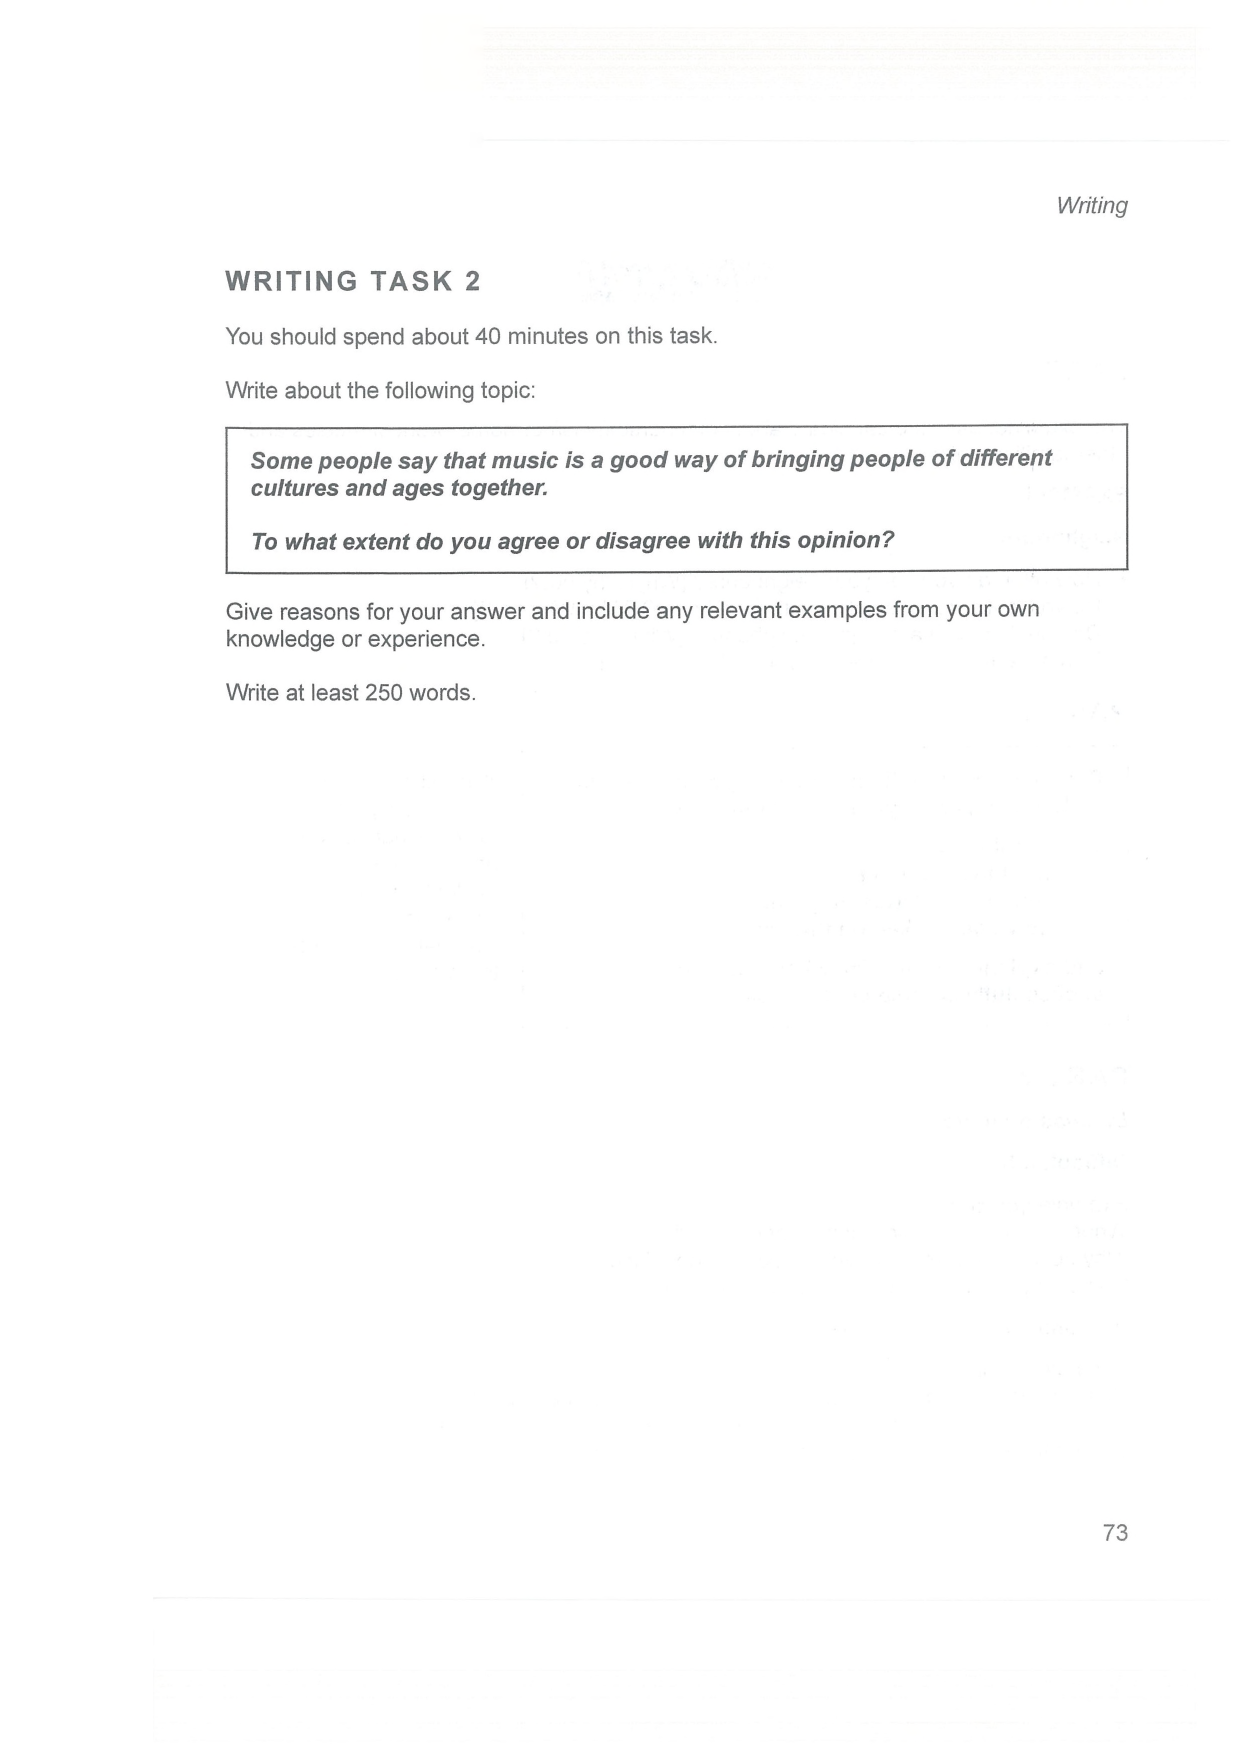 Writing
WRITING TASK 2
You should spend about 40 minutes on this task.
Write about the following topic:
Some people say that music is a good way of bringing people of different
cultures and ages together.
To what extent do you agree or disagree with this opinion?
Give reasons for your answer and include any relevant examples from your own
knowledge or experience.
Write at least 250 words.
73